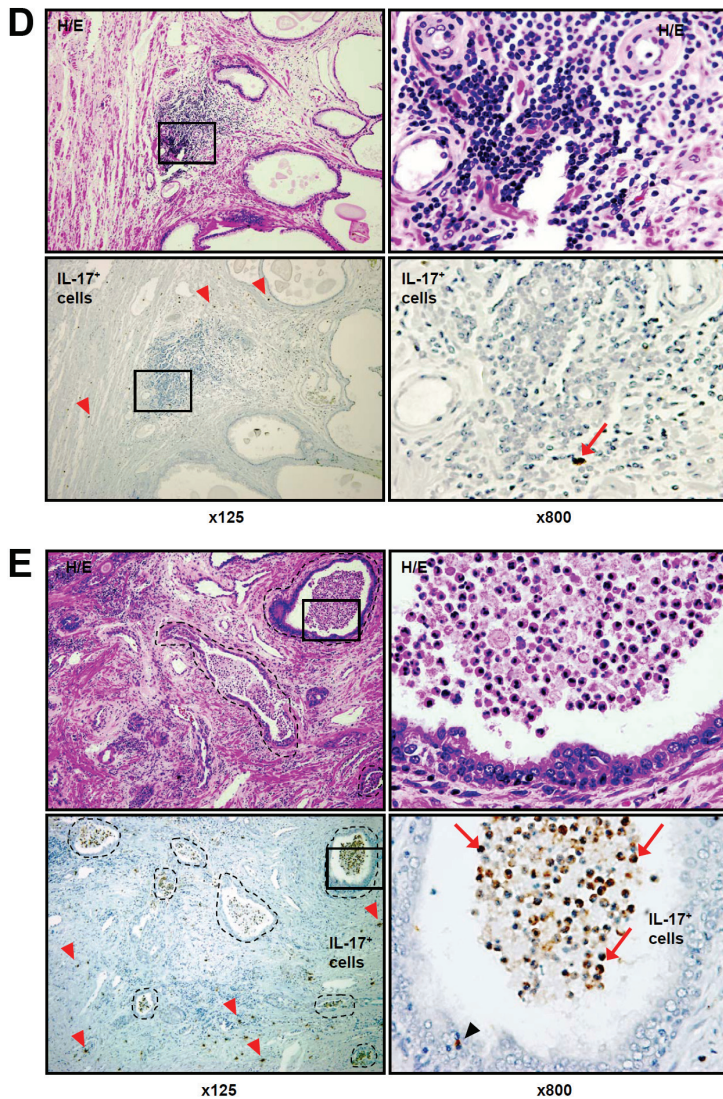 D
H/E
H/E
IL-17⁺
cells
IL-17⁺
cells
x125
x800
E
H/E
H/E
IL-17⁺
cells
IL-17⁺
cells
x125
x800